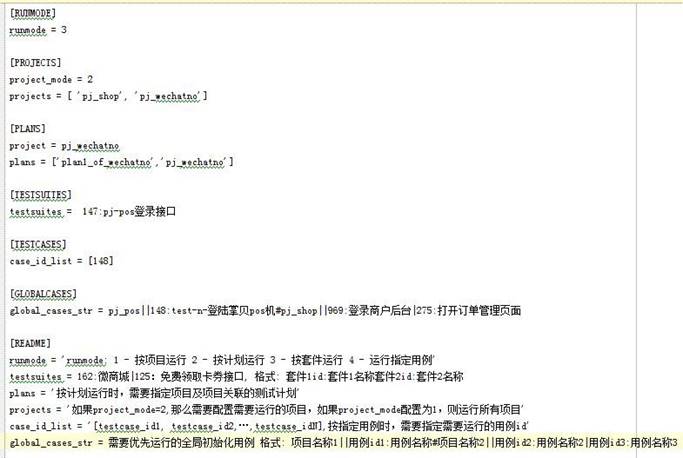 [RUNMODE]
runmode = 3
[PROJECTS]
project_mode = 2
projects = [ 'pj_shop', 'pj_wechatno']
[PLANS]
project = pj_wechatno
plans = ['plan1_of_wechatno','pj_wechatno']
[TESTSUITES]
testsuites =  147:pj-pos登录接口
[TESTCASES]
case_id_list = [148]
[GLOBALCASES]
global_cases_str = pj_pos||148:test-n-登陆掌贝pos机#pj_shop||969:登录商户后台|275:打开订单管理页面
[README]
runmode = 'runmode: 1 - 按项目运行 2 - 按计划运行 3 - 按套件运行 4 - 运行指定用例'
testsuites = 162:微商城|125: 免费领取卡券接口, 格式: 套件1id:套件1名称套件2id:套件2名称
plans = '按计划运行时，需要指定项目及项目关联的测试计划'
projects = '如果project_mode=2,那么需要配置需要运行的项目，如果project_mode配置为1，则运行所有项目'
case_id_list = '[testcase_id1, testcase_id2,…,testcase_idN],按指定用例时，需要指定需要运行的用例id'
global_cases_str = 需要优先运行的全局初始化用例 格式: 项目名称1||用例id1:用例名称#项目名称2||用例id2:用例名称2|用例id3:用例名称3